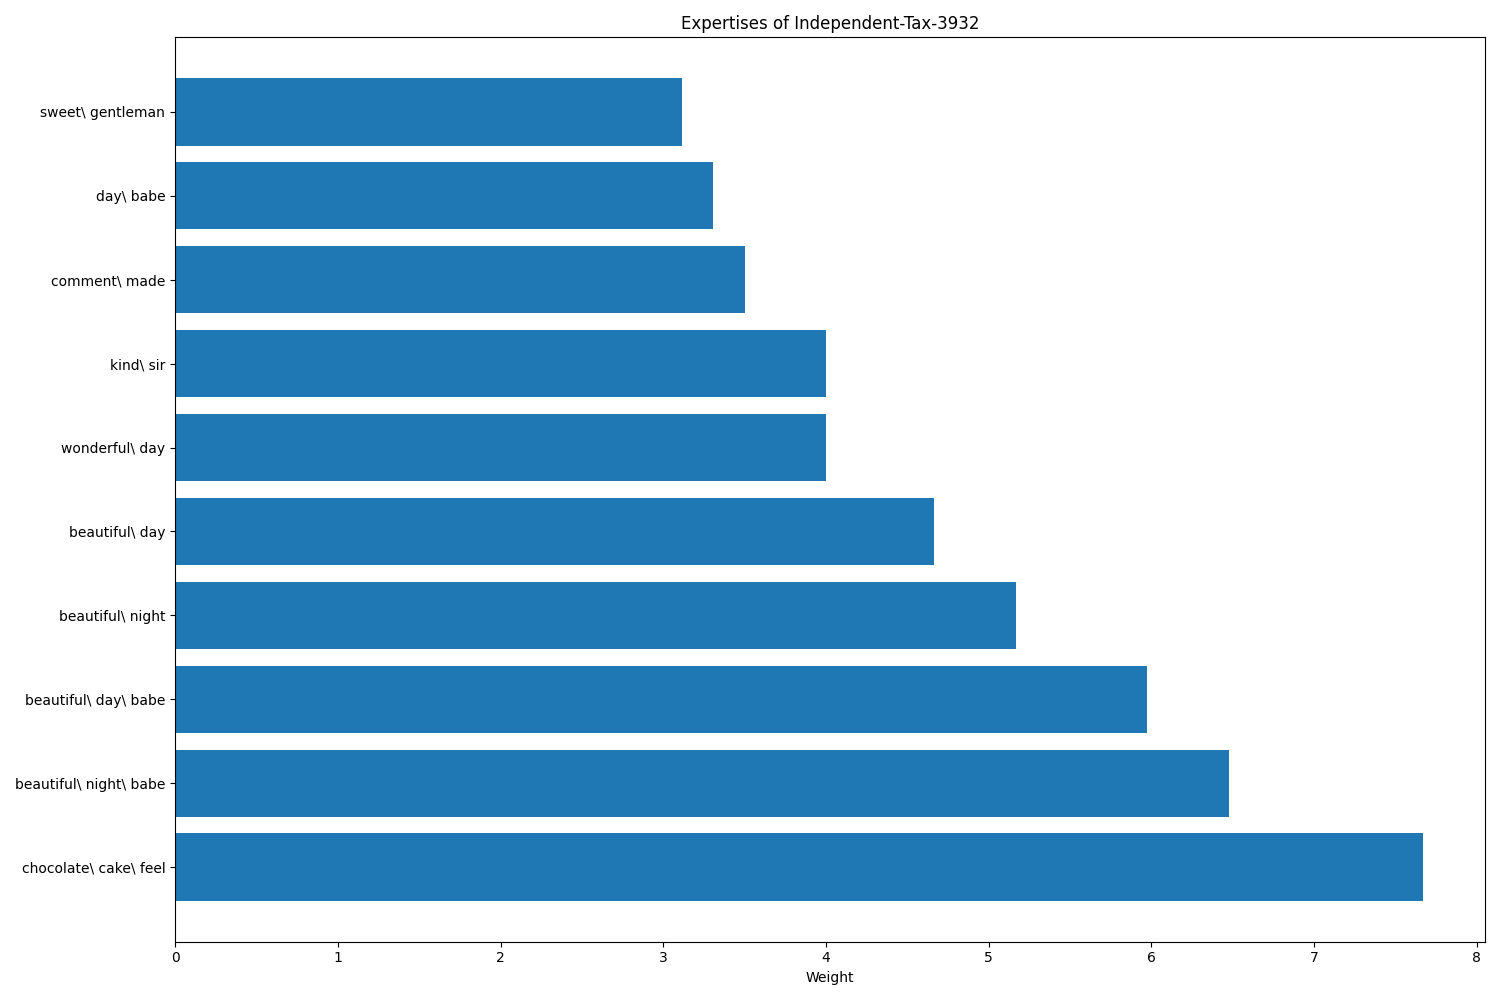 Expertises of Independent-Tax-3932
sweet\ gentleman
day\ babe
comment\ made
kind\ sir
wonderful\ day
beautiful\ day
beautiful\ night
beautiful\ day\ babe
beautiful\ night\ babe
chocolate\ cake\ feel
0 1 2 3 4 5 6 7 8
Weight